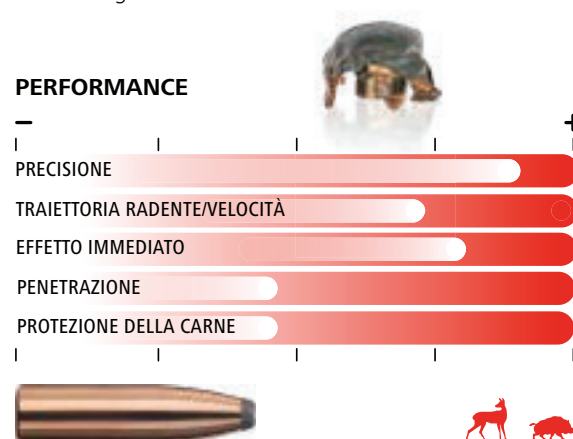 PERFORMANCE
– +
PRECISIONE
TRAIETTORIA RADENTE/VELOCITÀ
EFFETTO IMMEDIATO
PENETRAZIONE
PROTEZIONE DELLA CARNE